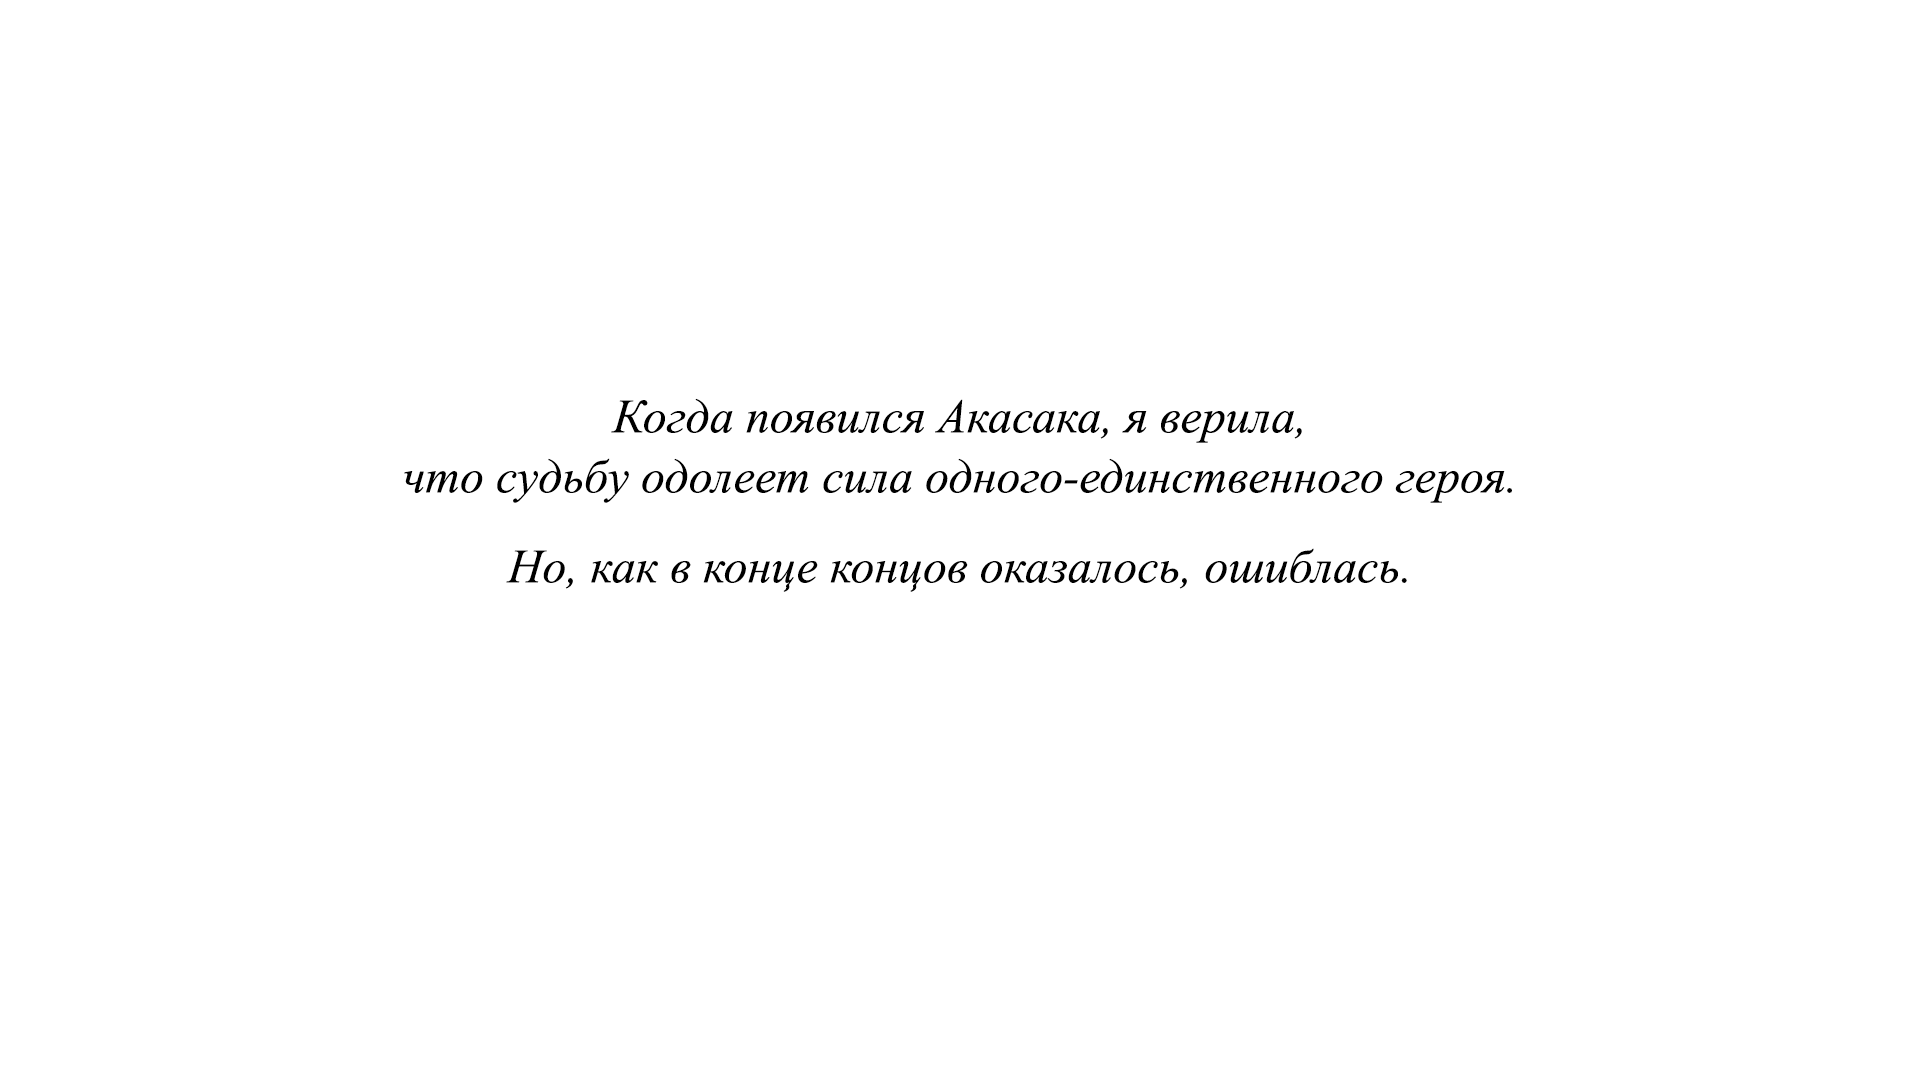 Когда появился Акасака, я верила,
что судьбу одолеет сила одного-единственного героя.
Но, как в конце концов оказалось, ошиблась.